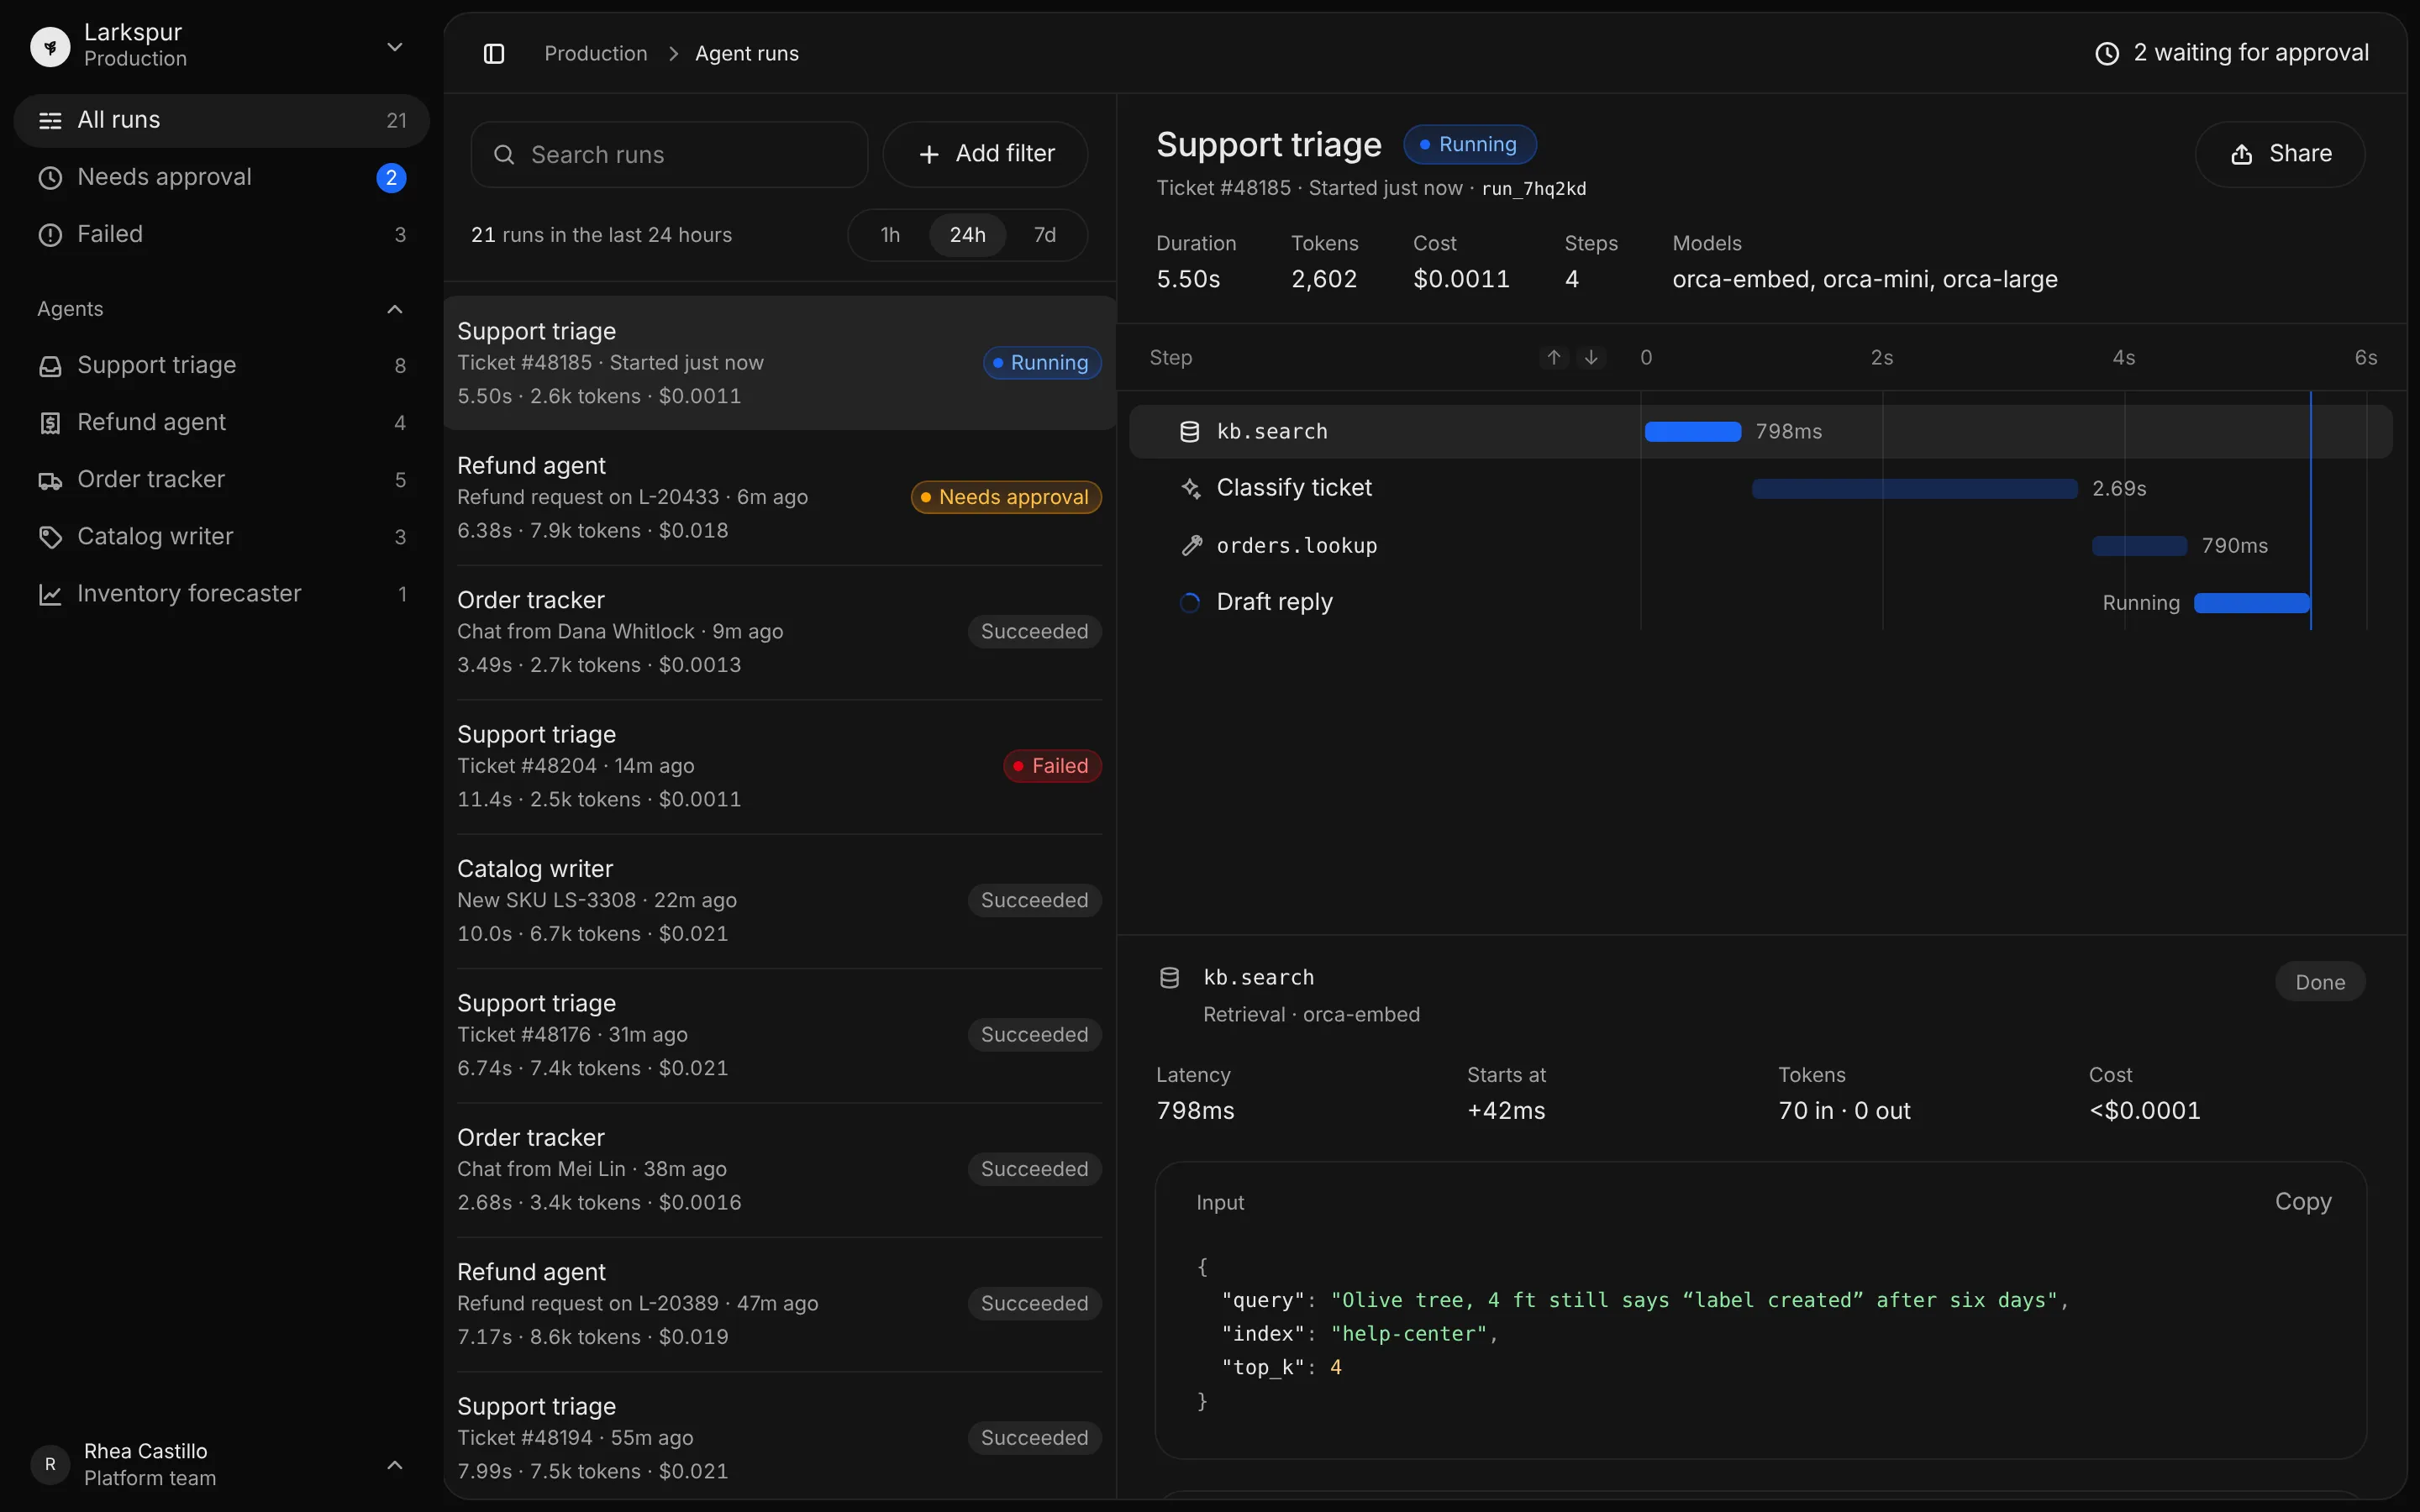 Larkspur
Production
All runs 21
Needs approval 2
Failed 3
Agents
Support triage 8
Refund agent 4
Order tracker 5
Catalog writer 3
Inventory forecaster 1
R
Rhea Castillo
Platform team
Production Agent runs
2 waiting for approval
Search runs
Add filter
21 runs in the last 24 hours
1h 24h 7d
Support triage
Ticket #48185 · Started just now
Running
5.50s · 2.6k tokens · $0.0011
Refund agent
Refund request on L-20433 · 6m ago
Needs approval
6.38s · 7.9k tokens · $0.018
Order tracker
Chat from Dana Whitlock · 9m ago
Succeeded
3.49s · 2.7k tokens · $0.0013
Support triage
Ticket #48204 · 14m ago
Failed
11.4s · 2.5k tokens · $0.0011
Catalog writer
New SKU LS-3308 · 22m ago
Succeeded
10.0s · 6.7k tokens · $0.021
Support triage
Ticket #48176 · 31m ago
Succeeded
6.74s · 7.4k tokens · $0.021
Order tracker
Chat from Mei Lin · 38m ago
Succeeded
2.68s · 3.4k tokens · $0.0016
Refund agent
Refund request on L-20389 · 47m ago
Succeeded
7.17s · 8.6k tokens · $0.019
Support triage
Ticket #48194 · 55m ago
Succeeded
7.99s · 7.5k tokens · $0.021
Support triage
Running
Share
Ticket #48185 · Started just now · run_7hq2kd
Duration Tokens Cost Steps Models
5.50s 2,602 $0.0011 4 orca-embed, orca-mini, orca-large
Step 0 2s 4s 6s
kb.search 798ms
Classify ticket 2.69s
orders.lookup 790ms
Draft reply Running
kb.search
Done
Retrieval · orca-embed
Latency Starts at Tokens Cost
798ms +42ms 70 in · 0 out <$0.0001
Input Copy
{
"query": "Olive tree, 4 ft still says “label created” after six days",
"index": "help-center",
"top_k": 4
}